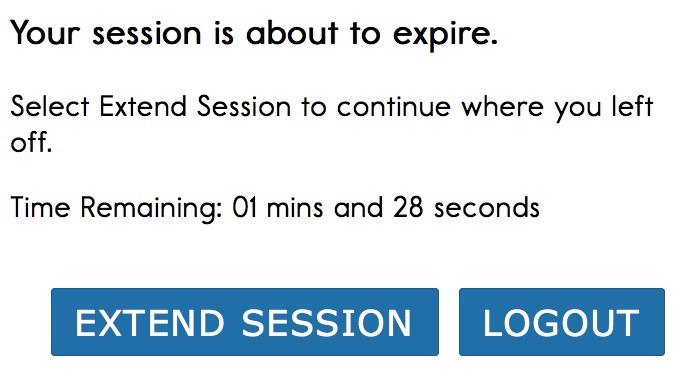 Your session is about to expire.
Select Extend Session to continue where you left
off.
Time Remaining: 01 mins and 28 seconds
EXTEND SESSION
LOGOUT